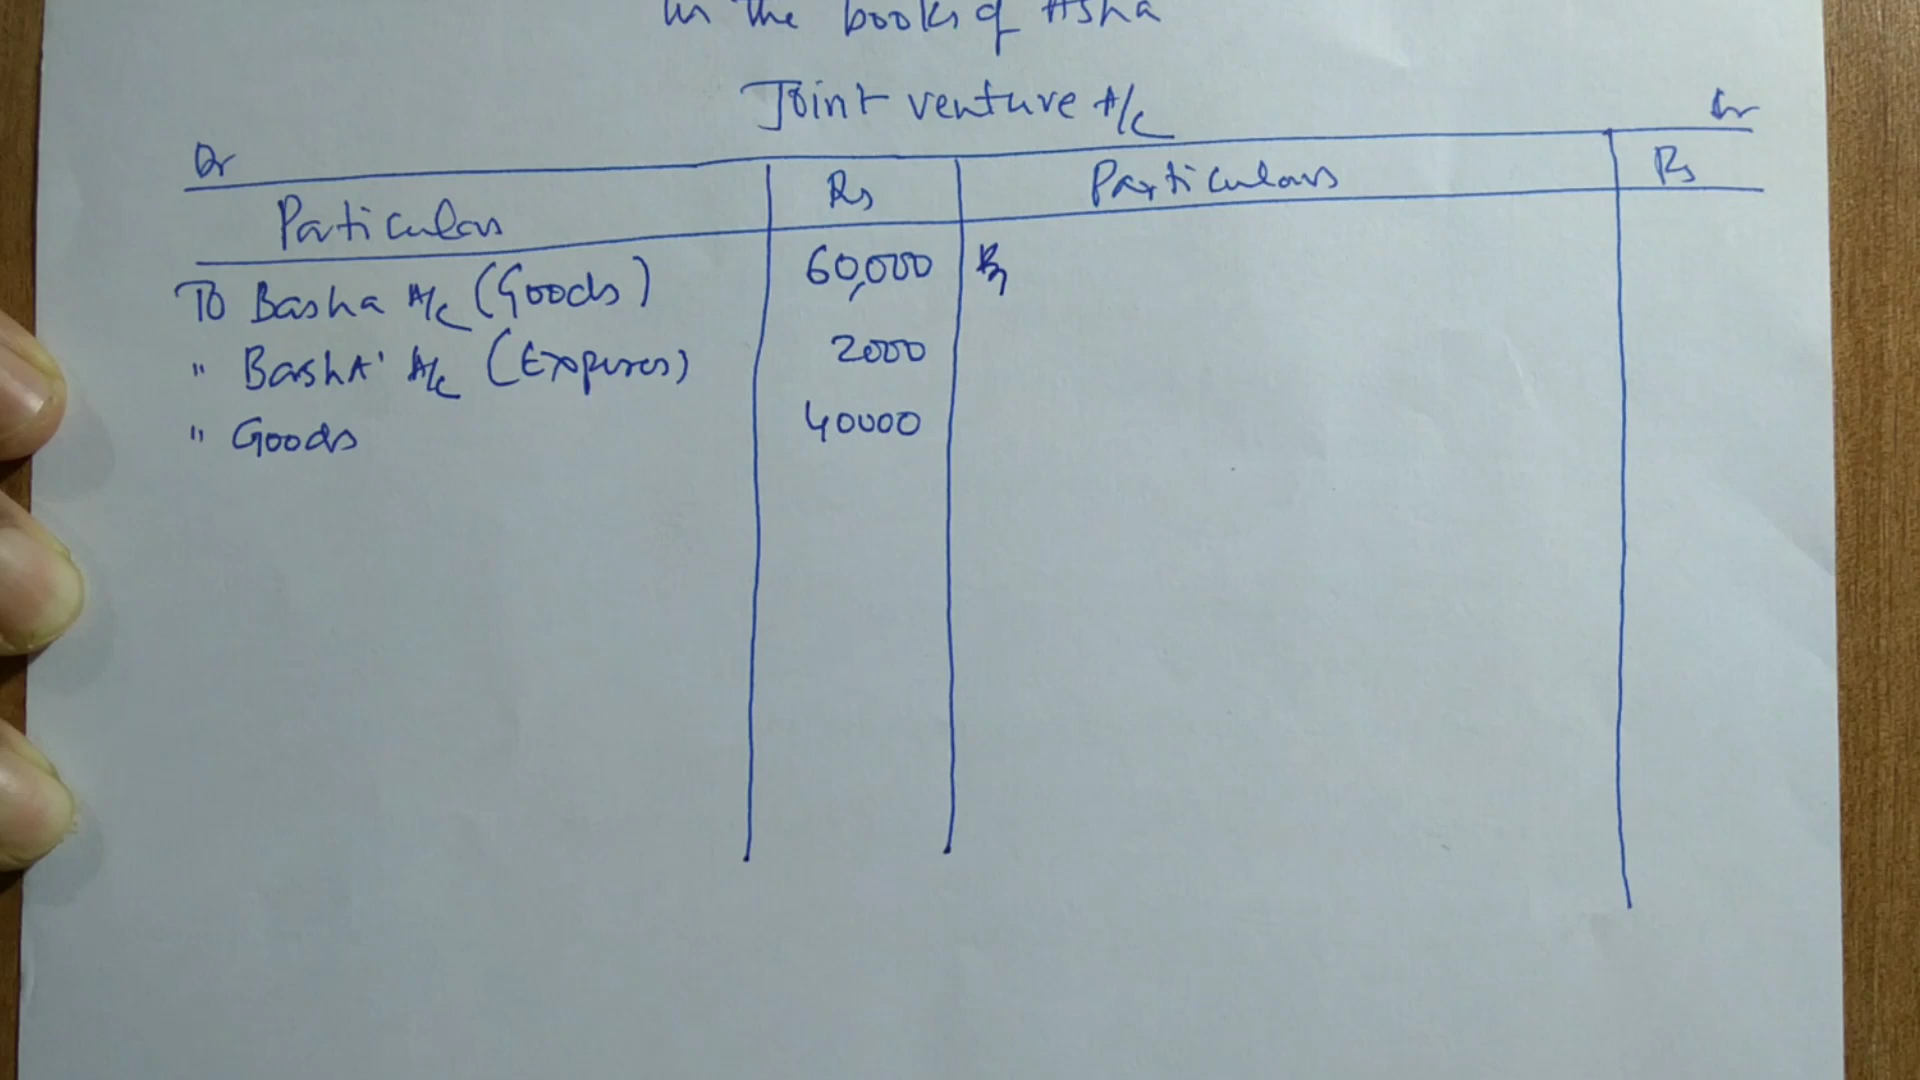 In the books of Asha
Joint venture A/c
Dr Cr
Particulars Rs Particulars Rs
To Basha A/c (Goods) 60,000 By
" BashA' A/c (Expenses) 2000
" Goods 40000